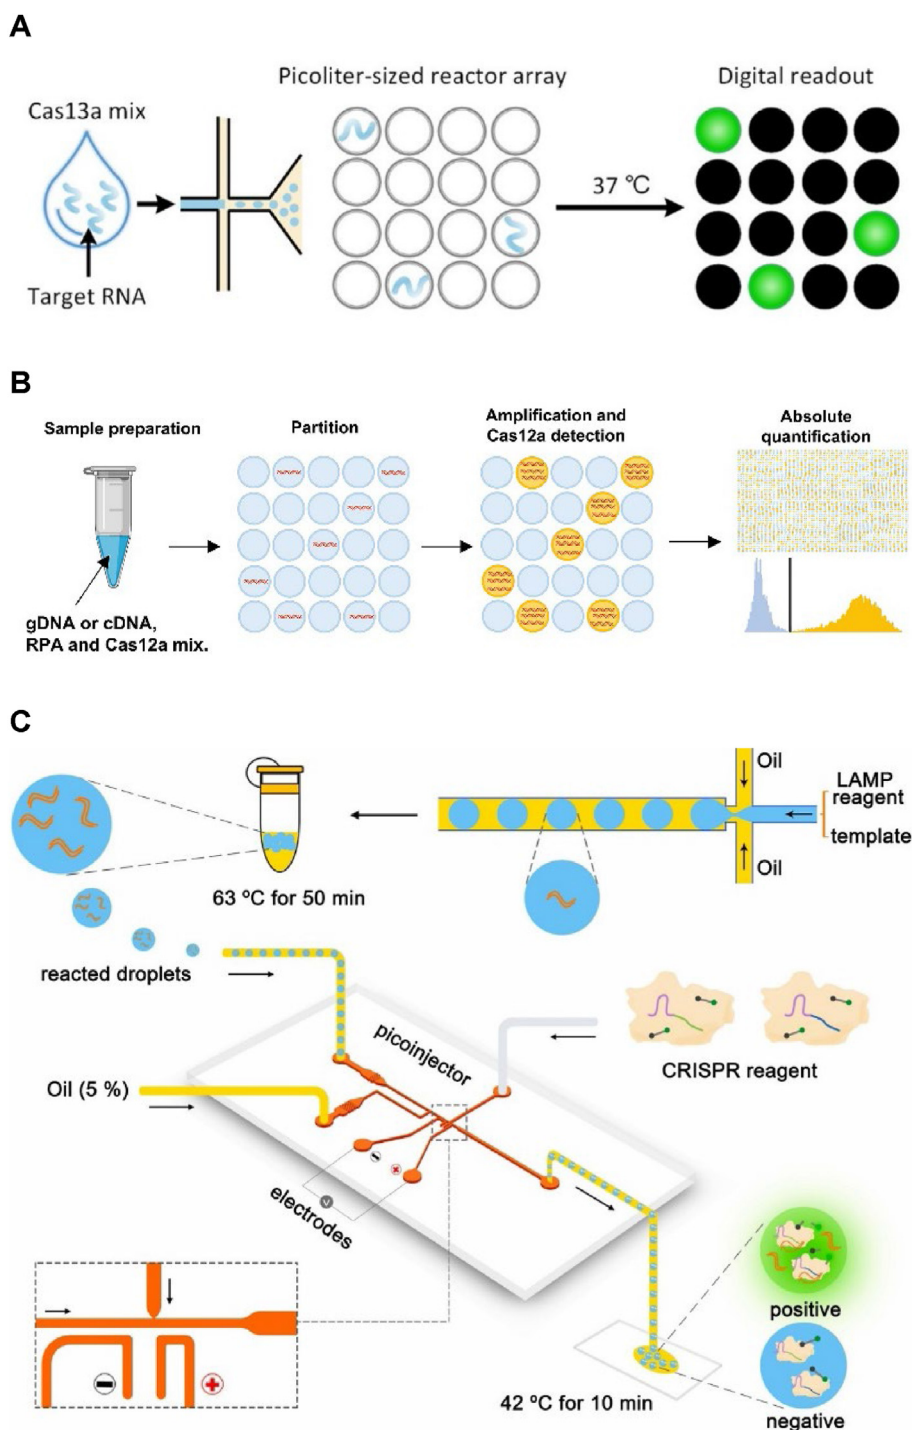 A
Cas13a mix
Target RNA
Picoliter-sized reactor array
37 ℃
Digital readout
B
Sample preparation
gDNA or cDNA,
RPA and Cas12a mix.
Partition
Amplification and
Cas12a detection
Absolute
quantification
C
Oil
LAMP
reagent
template
Oil
63 ºC for 50 min
reacted droplets
picoinjector
CRISPR reagent
Oil (5 %)
electrodes
V
positive
42 ºC for 10 min
negative